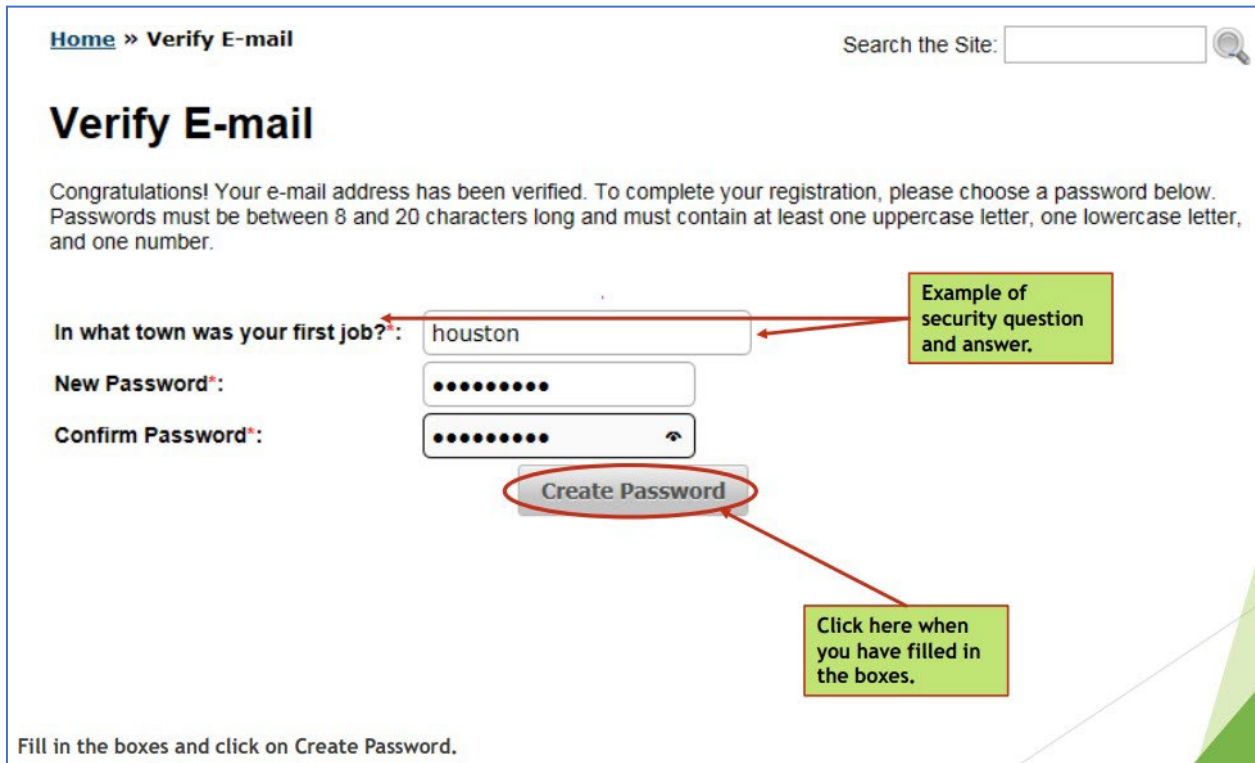 Home » Verify E-mail
Search the Site:
Verify E-mail
Congratulations! Your e-mail address has been verified. To complete your registration, please choose a password below.
Passwords must be between 8 and 20 characters long and must contain at least one uppercase letter, one lowercase letter,
and one number.
Example of
security question
and answer.
In what town was your first job?*: houston
New Password*: •••••••••
Confirm Password*: •••••••••
Create Password
Click here when
you have filled in
the boxes.
Fill in the boxes and click on Create Password.